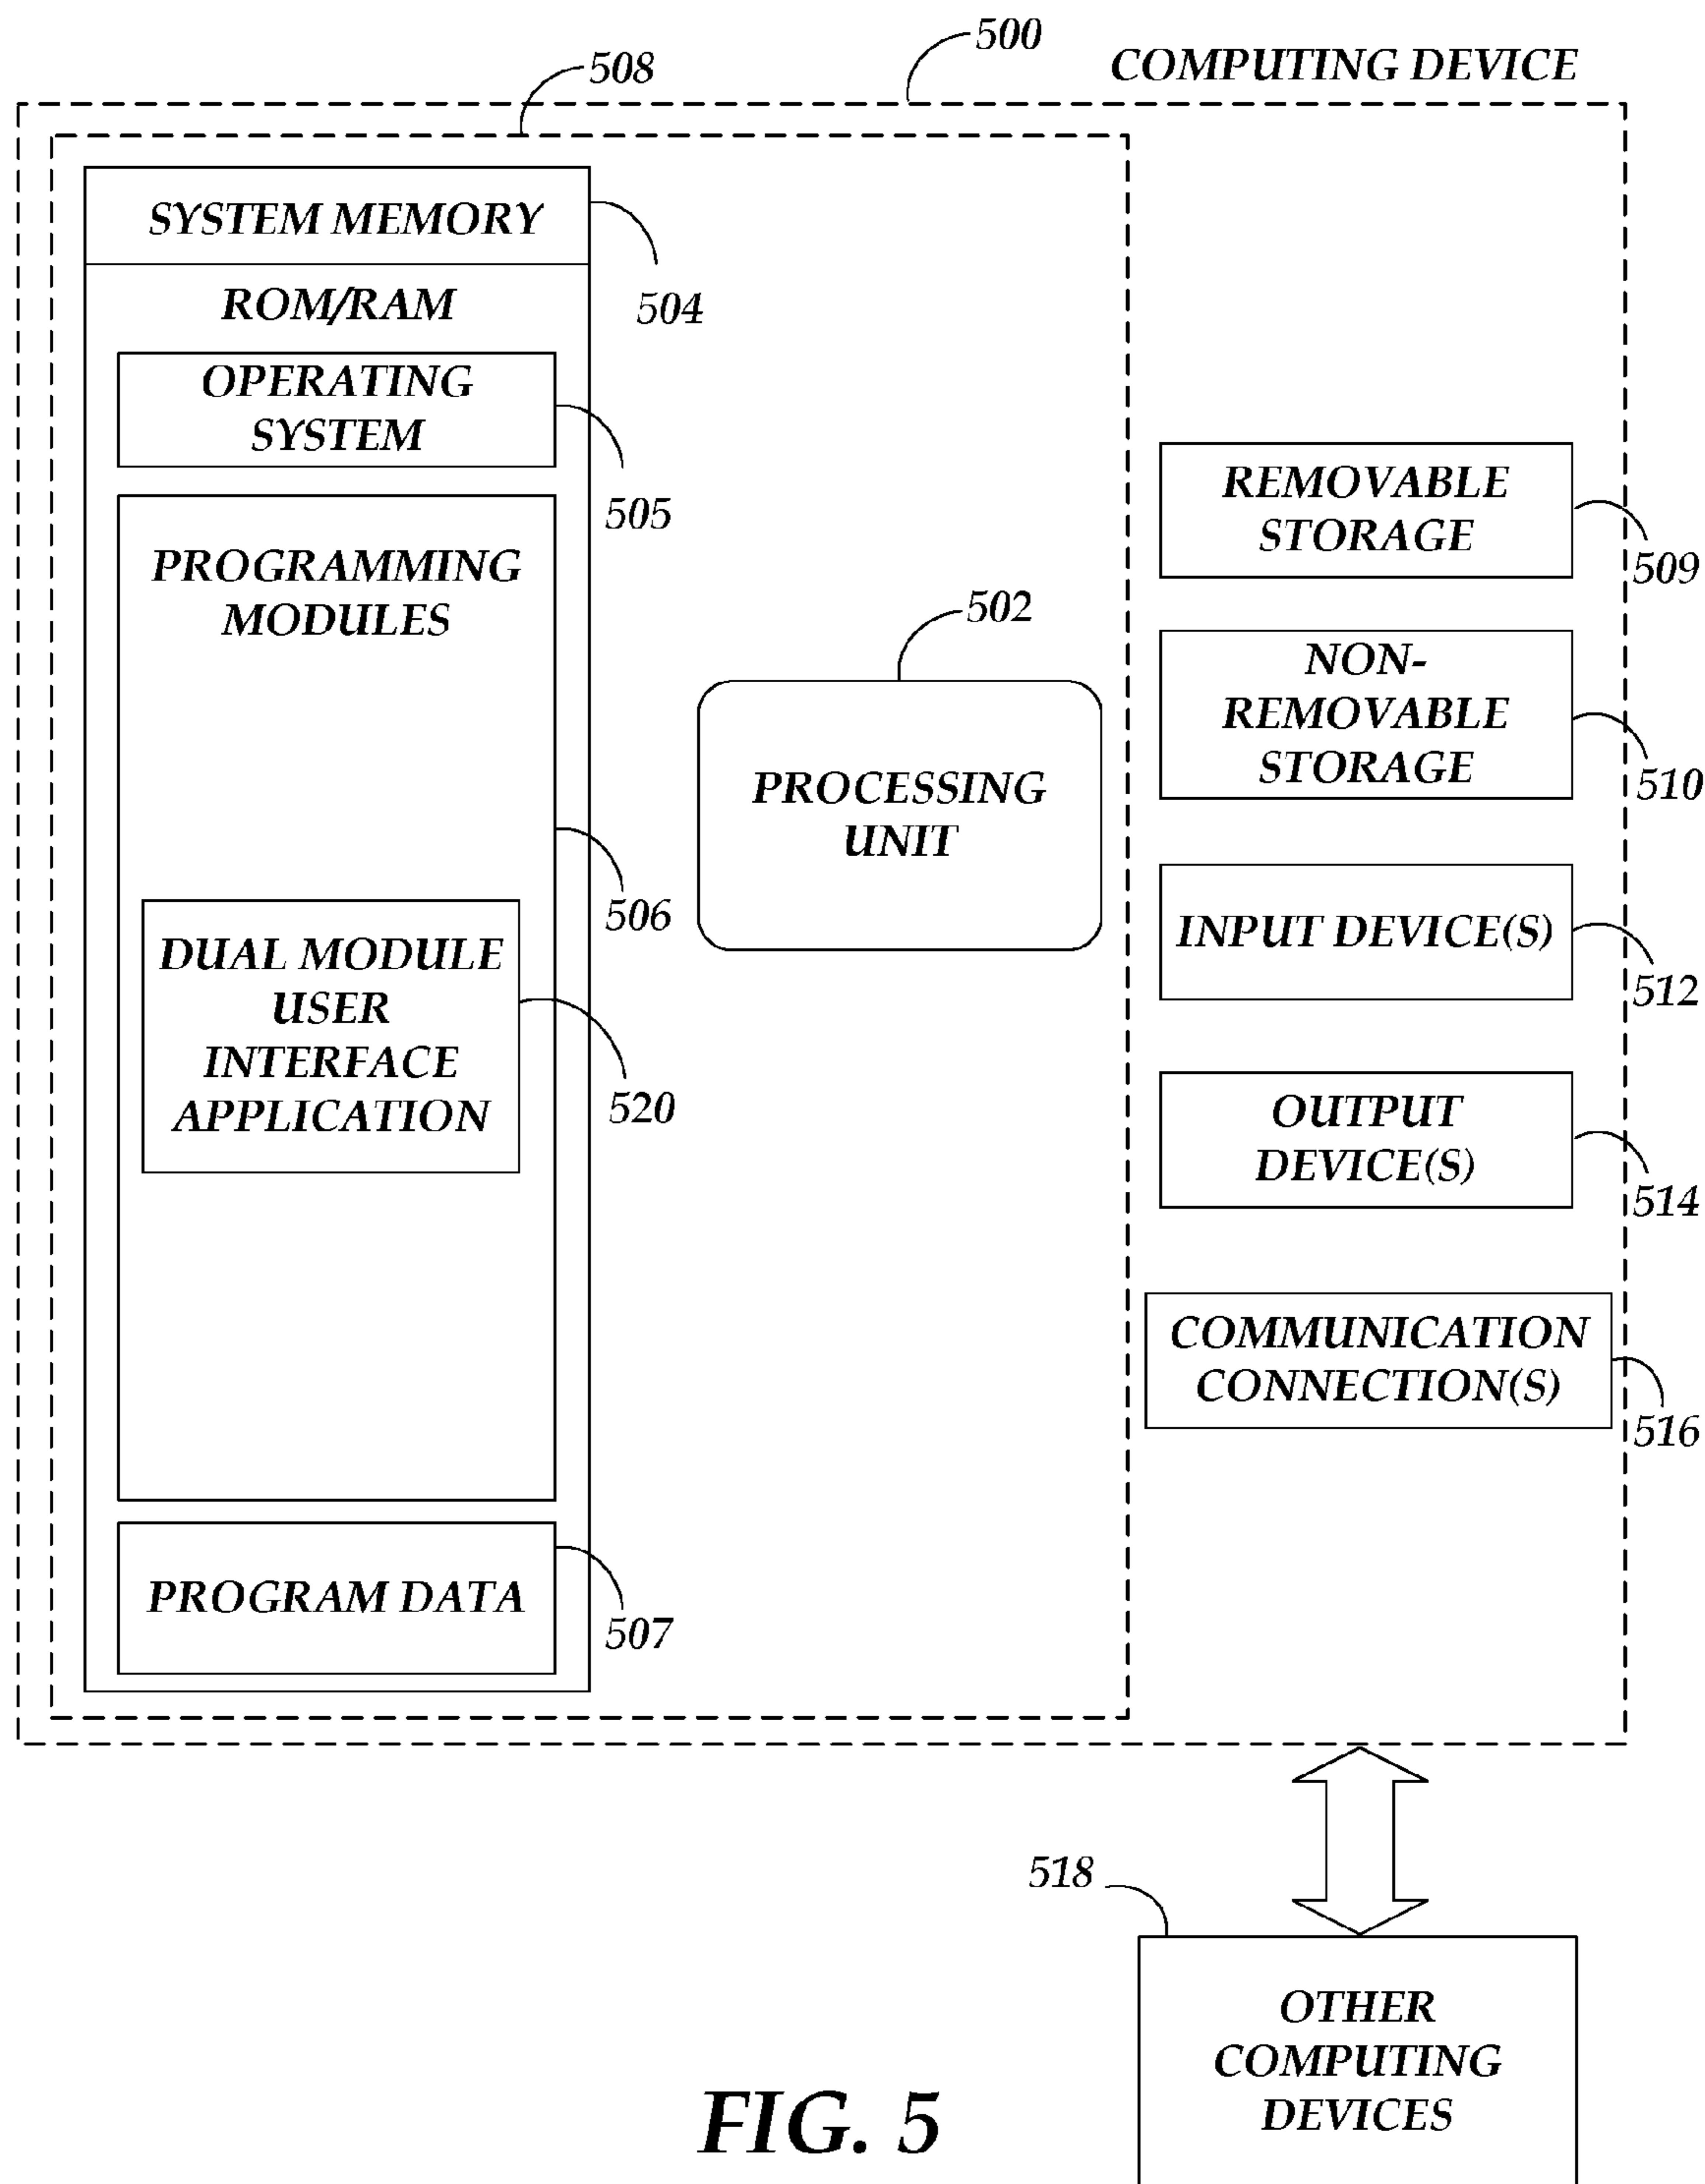 500
COMPUTING DEVICE
508
SYSTEM MEMORY
504
ROM/RAM
OPERATING
SYSTEM
505
PROGRAMMING
MODULES
506
DUAL MODULE
USER
INTERFACE
APPLICATION
520
PROGRAM DATA
507
502
PROCESSING
UNIT
REMOVABLE
STORAGE
509
NON-
REMOVABLE
STORAGE
510
INPUT DEVICE(S)
512
OUTPUT
DEVICE(S)
514
COMMUNICATION
CONNECTION(S)
516
518
OTHER
COMPUTING
DEVICES
FIG. 5